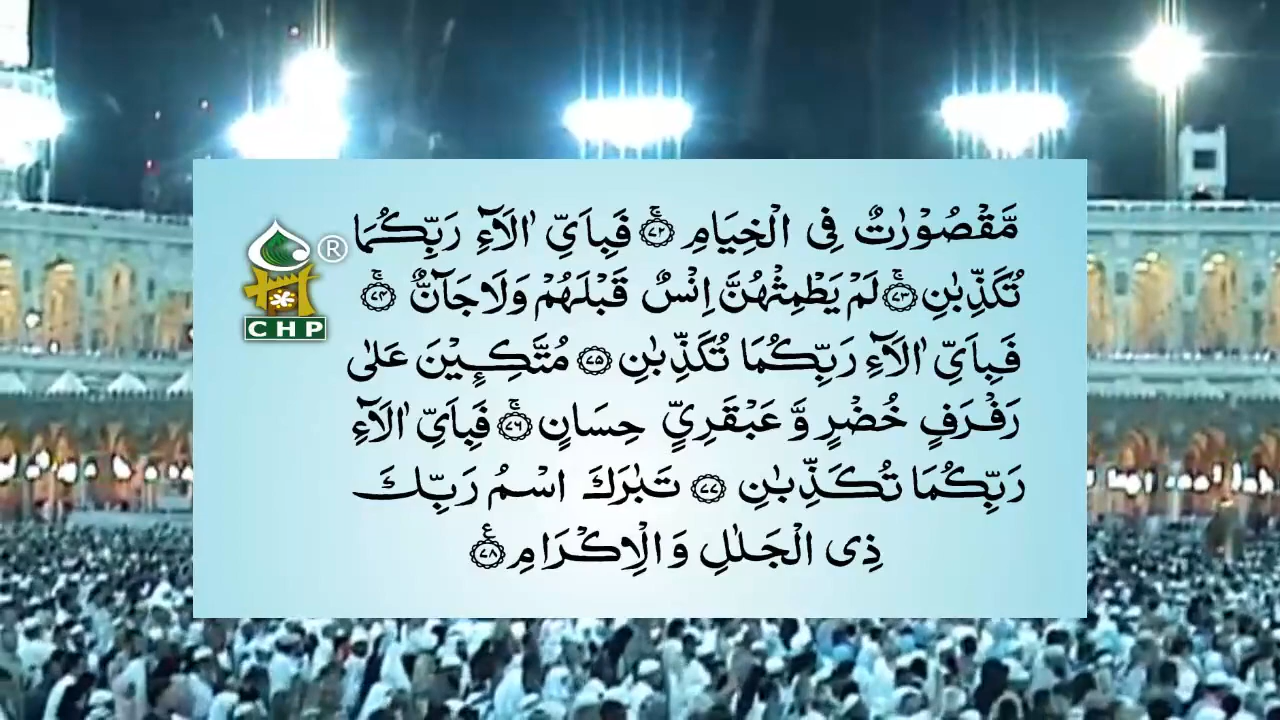 مَّقْصُوْرٰتٌ فِى الْخِيَامِ ۚ﴿۷۲﴾ فَبِاَىِّ اٰلَآءِ رَبِّكُمَا
تُكَذِّبٰنِ ۚ﴿۷۳﴾ لَمْ يَطْمِثْهُنَّ اِنْسٌ قَبْلَهُمْ وَلَا جَآنٌّ ۚ﴿۷۴﴾
فَبِاَىِّ اٰلَآءِ رَبِّكُمَا تُكَذِّبٰنِ ﴿۷۵﴾ مُتَّكِـِٕيْنَ عَلٰى
رَفْرَفٍ خُضْرٍ وَّ عَبْقَرِىٍّ حِسَانٍ ۚ﴿۷۶﴾ فَبِاَىِّ اٰلَآءِ
رَبِّكُمَا تُكَذِّبٰنِ ﴿۷۷﴾ تَبٰرَكَ اسْمُ رَبِّكَ
ذِى الْجَلٰلِ وَ الْاِكْرَامِ ﴿۷۸﴾ ع
®
CHP